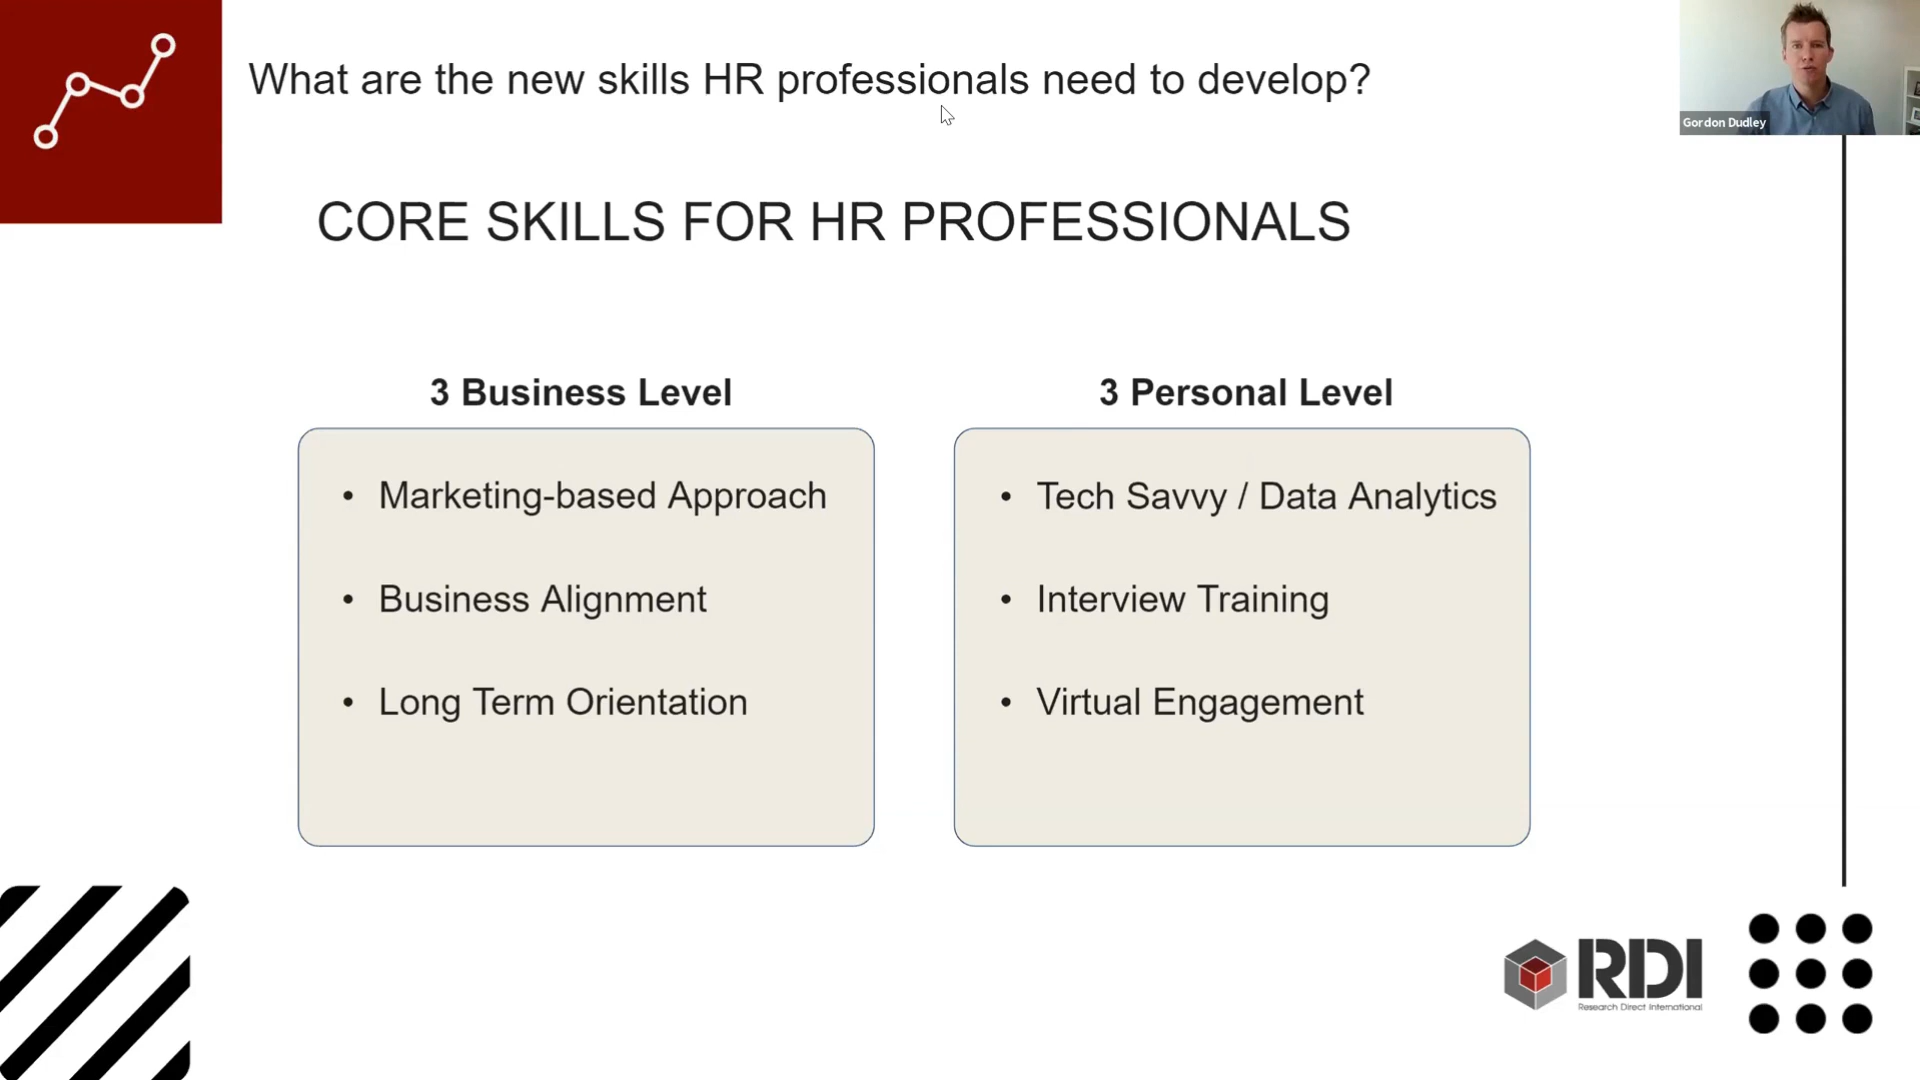 What are the new skills HR professionals need to develop?
Gordon Dudley
CORE SKILLS FOR HR PROFESSIONALS
3 Business Level
• Marketing-based Approach
• Business Alignment
• Long Term Orientation
3 Personal Level
• Tech Savvy / Data Analytics
• Interview Training
• Virtual Engagement
RDI
Research Direct International